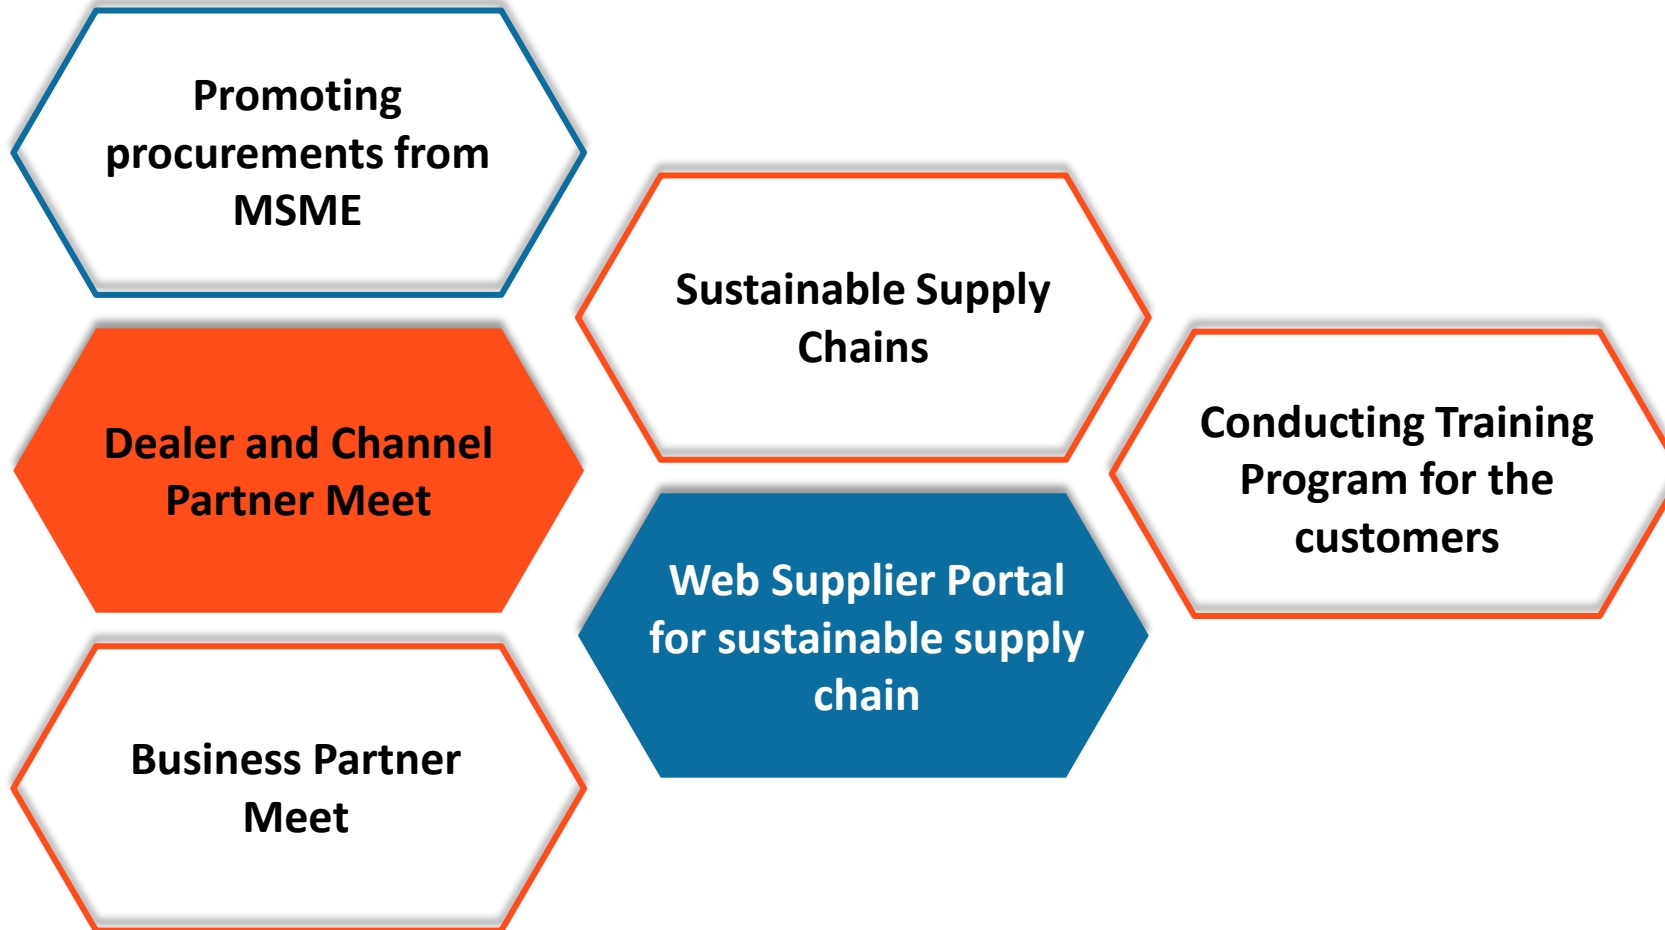 Promoting
procurements from
MSME
Dealer and Channel
Partner Meet
Business Partner
Meet
Sustainable Supply
Chains
Web Supplier Portal
for sustainable supply
chain
Conducting Training
Program for the
customers